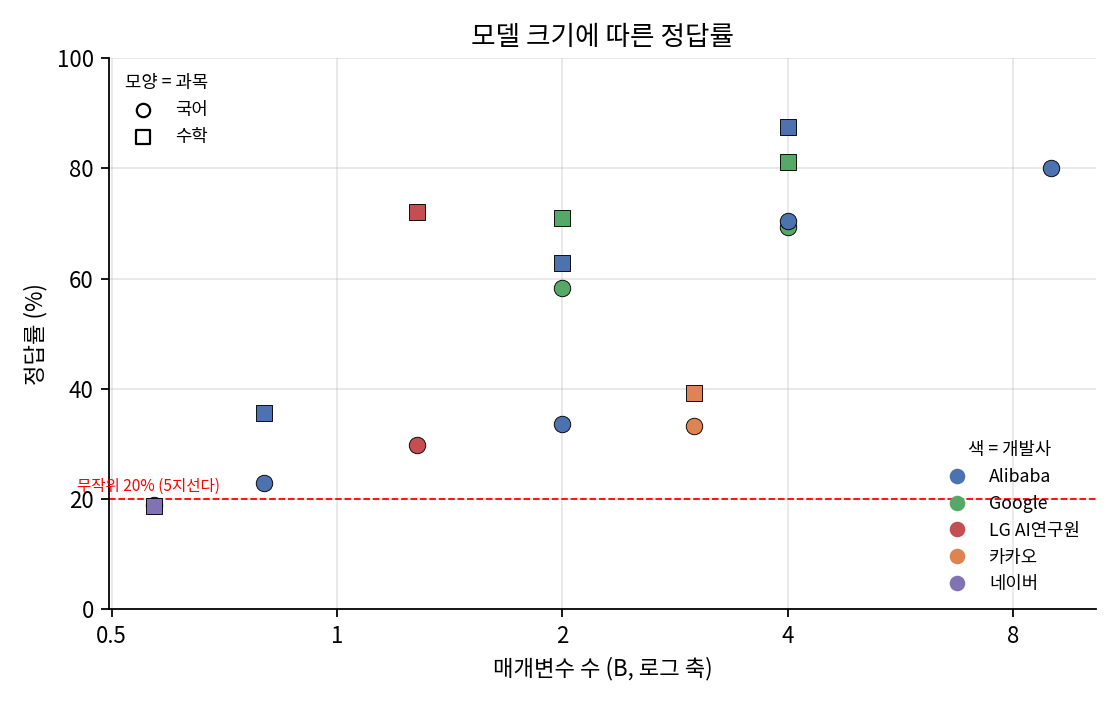 모델 크기에 따른 정답률
100
80
60
40
20
0
정답률 (%)
모양 = 과목
국어
수학
무작위 20% (5지선다)
색 = 개발사
Alibaba
Google
LG AI연구원
카카오
네이버
0.5 1 2 4 8
매개변수 수 (B, 로그 축)